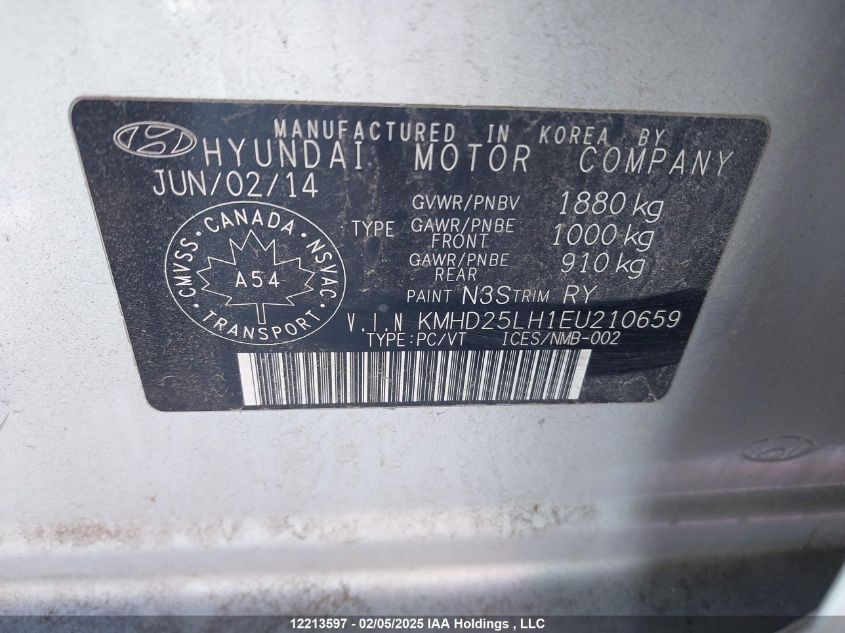 MANUFACTURED IN KOREA BY
HYUNDAI MOTOR COMPANY
JUN/02/14
GVWR/PNBV 1880 kg
TYPE GAWR/PNBE FRONT 1000 kg
GAWR/PNBE REAR 910 kg
CMVSS • CANADA • NSVAC • TRANSPORT •
A54
PAINT N3S TRIM RY
V.I.N KMHD25LH1EU210659
TYPE:PC/VT ICES/NMB-002
12213597 - 02/05/2025 IAA Holdings , LLC